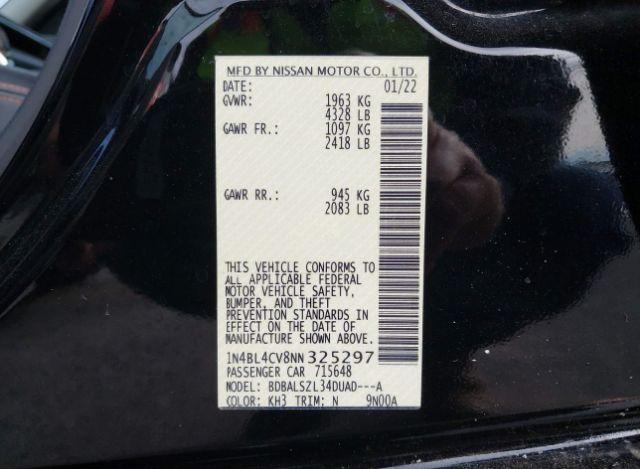 MFD BY NISSAN MOTOR CO., LTD.
DATE: 01/22
GVWR: 1963 KG
4328 LB
GAWR FR.: 1097 KG
2418 LB
GAWR RR.: 945 KG
2083 LB
THIS VEHICLE CONFORMS TO
ALL APPLICABLE FEDERAL
MOTOR VEHICLE SAFETY,
BUMPER, AND THEFT
PREVENTION STANDARDS IN
EFFECT ON THE DATE OF
MANUFACTURE SHOWN ABOVE.
1N4BL4CV8NN325297
PASSENGER CAR 715648
MODEL: BDBALSZL34DUAD---A
COLOR: KH3 TRIM: N 9N00A